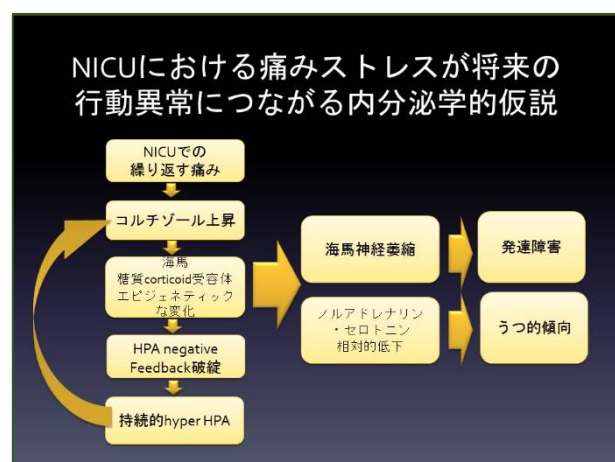 NICUにおける痛みストレスが将来の
行動異常につながる内分泌学的仮説
NICUでの
繰り返す痛み
コルチゾール上昇
海馬
糖質corticoid受容体
エピジェネティック
な変化
HPA negative
Feedback破綻
持続的hyper HPA
海馬神経萎縮
ノルアドレナリン
・セロトニン
相対的低下
発達障害
うつ的傾向